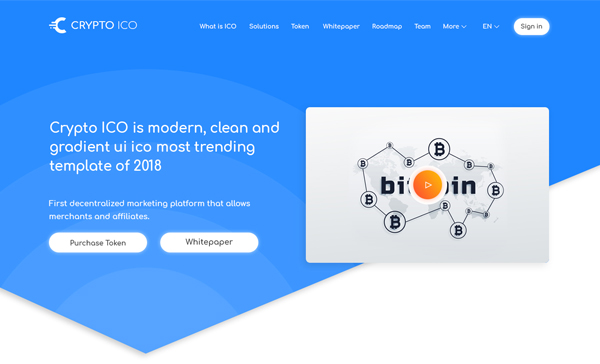 CRYPTO ICO
What is ICO Solutions Token Whitepaper Roadmap Team More EN Sign in
Crypto ICO is modern, clean and
gradient ui ico most trending
template of 2018
First decentralized marketing platform that allows
merchants and affiliates.
Purchase Token Whitepaper